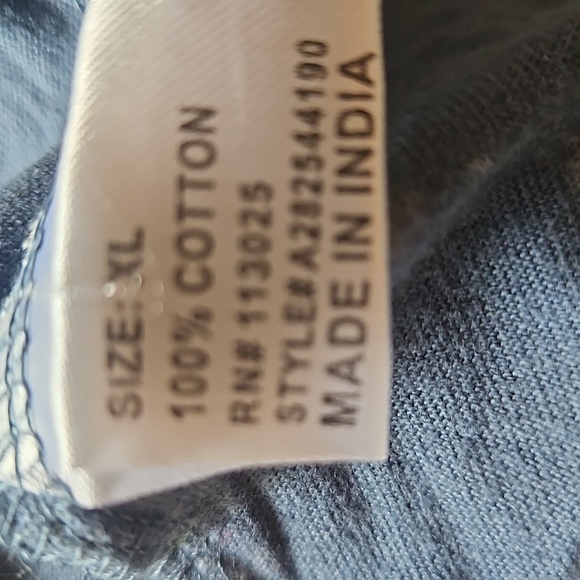 SIZE: XL
100% COTTON
RN# 113025
STYLE#A282544190
MADE IN INDIA